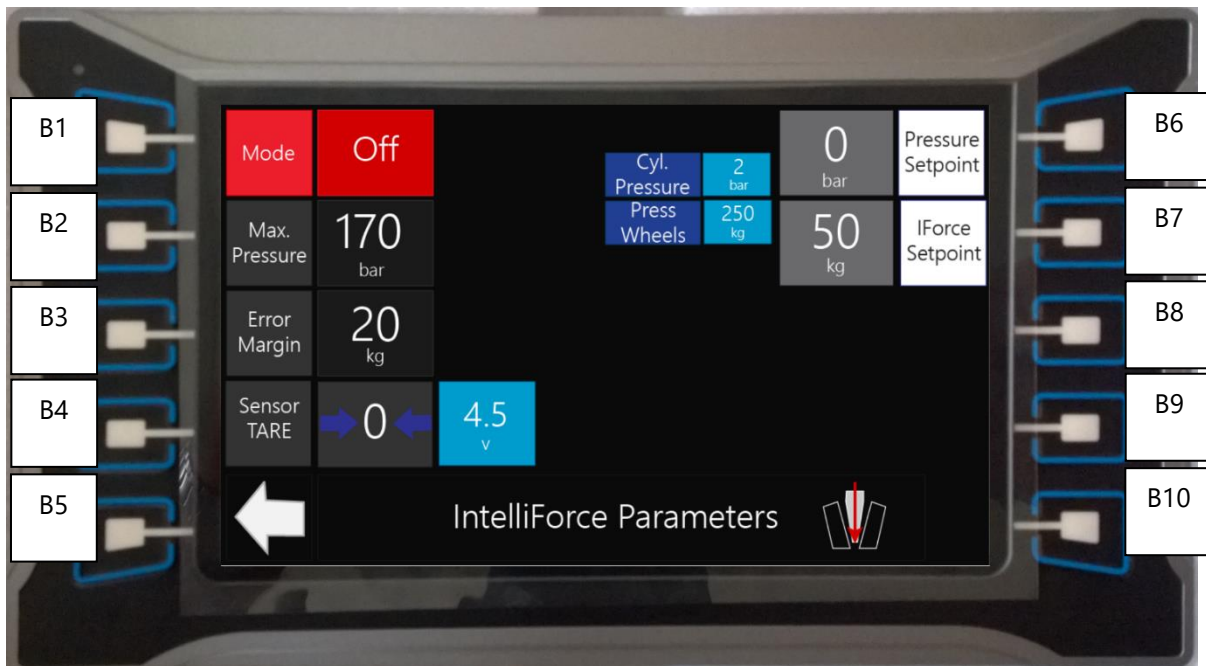 B1
B2
B3
B4
B5
Mode
Off
Max.
Pressure
170
bar
Error
Margin
20
kg
Sensor
TARE
0
4.5
v
Cyl.
Pressure
2
bar
Press
Wheels
250
kg
0
bar
Pressure
Setpoint
50
kg
IForce
Setpoint
IntelliForce Parameters
B6
B7
B8
B9
B10